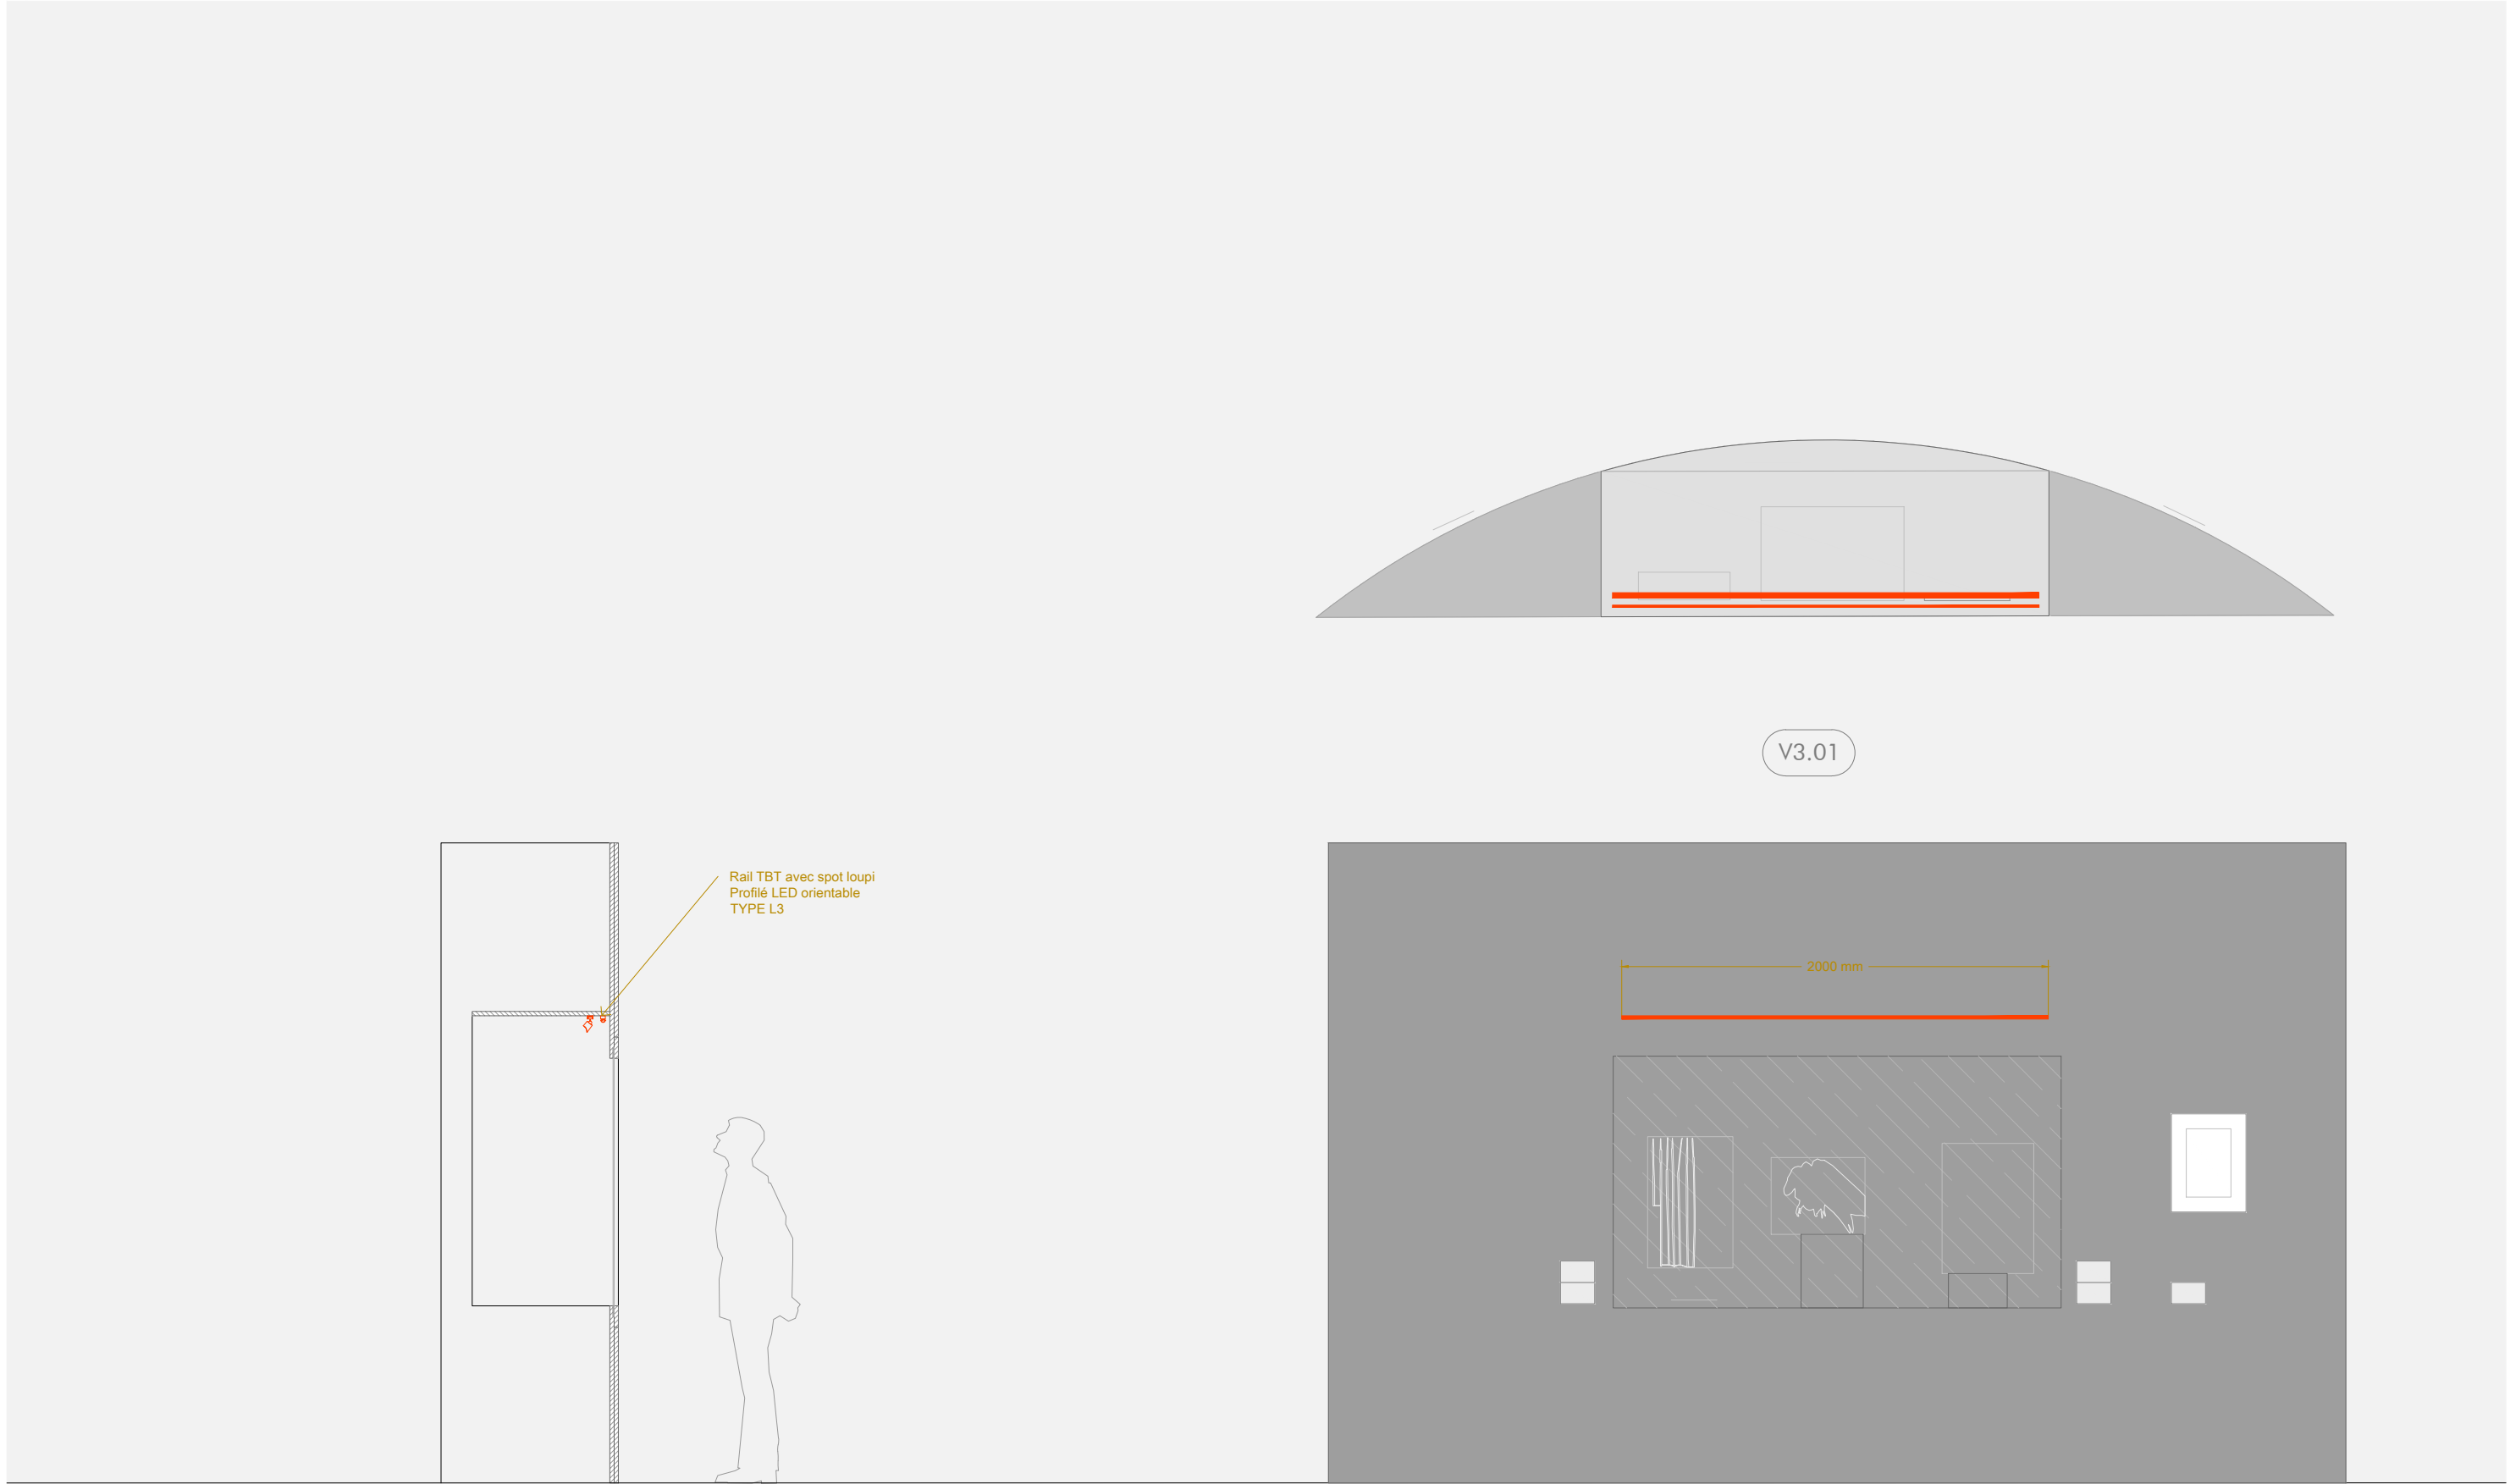 V3.01
Rail TBT avec spot loupi
Profilé LED orientable
TYPE L3
2000 mm